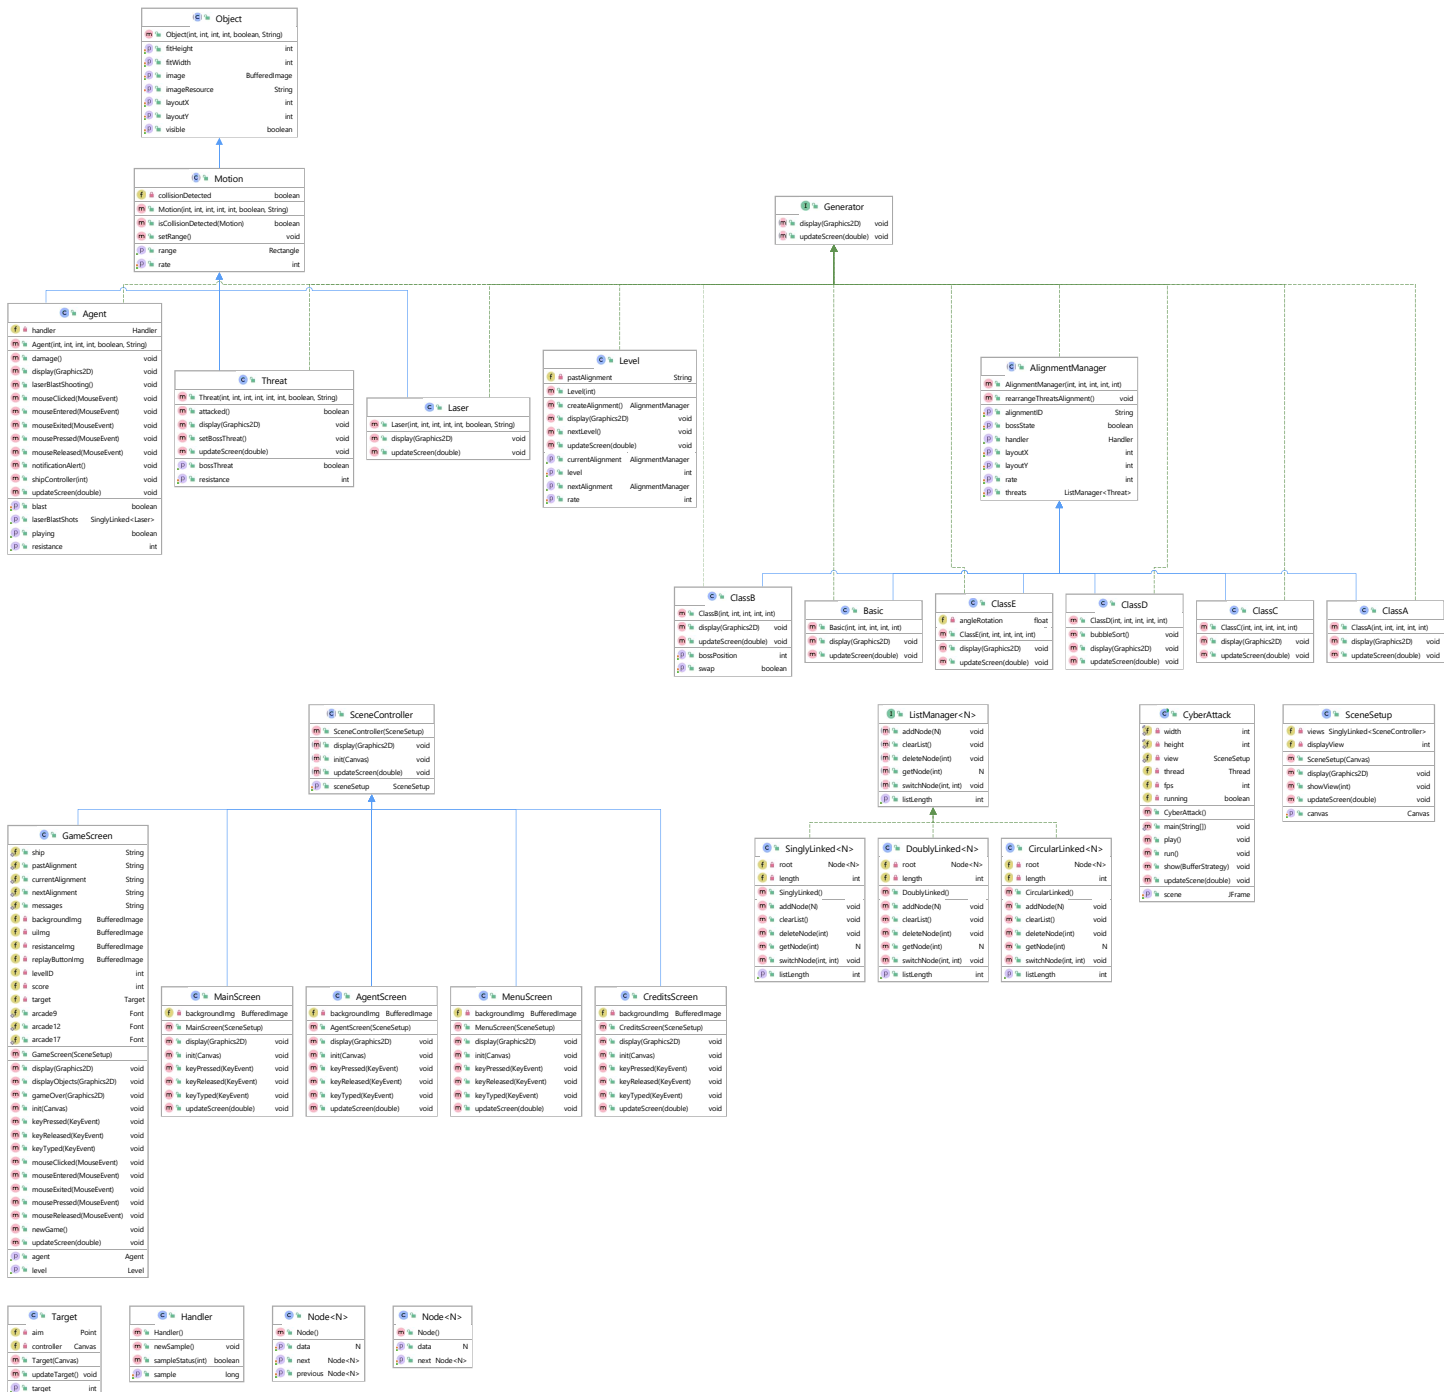 Object
Object(int, int, int, int, boolean, String)
fitHeight int
fitWidth int
image BufferedImage
imageResource String
layoutX int
layoutY int
visible boolean
Motion
collisionDetected boolean
Motion(int, int, int, int, int, boolean, String)
isCollisionDetected(Motion) boolean
setRange() void
range Rectangle
rate int
Generator
display(Graphics2D) void
updateScreen(double) void
Agent
handler Handler
Agent(int, int, int, int, boolean, String)
damage() void
display(Graphics2D) void
laserBlastShooting() void
mouseClicked(MouseEvent) void
mouseEntered(MouseEvent) void
mouseExited(MouseEvent) void
mousePressed(MouseEvent) void
mouseReleased(MouseEvent) void
notificationAlert() void
shipController(int) void
updateScreen(double) void
blast boolean
laserBlastShots SinglyLinked<Laser>
playing boolean
resistance int
Threat
Threat(int, int, int, int, int, int, boolean, String)
attacked() boolean
display(Graphics2D) void
setBossThreat() void
updateScreen(double) void
bossThreat boolean
resistance int
Laser
Laser(int, int, int, int, int, boolean, String)
display(Graphics2D) void
updateScreen(double) void
Level
pastAlignment String
Level(int)
createAlignment() AlignmentManager
display(Graphics2D) void
nextLevel() void
updateScreen(double) void
currentAlignment AlignmentManager
level int
nextAlignment AlignmentManager
rate int
AlignmentManager
AlignmentManager(int, int, int, int, int)
rearrangeThreatsAlignment() void
alignmentID String
bossState boolean
handler Handler
layoutX int
layoutY int
rate int
threats ListManager<Threat>
ClassB
ClassB(int, int, int, int, int)
display(Graphics2D) void
updateScreen(double) void
bossPosition int
swap boolean
Basic
Basic(int, int, int, int, int)
display(Graphics2D) void
updateScreen(double) void
ClassE
angleRotation float
ClassE(int, int, int, int, int)
display(Graphics2D) void
updateScreen(double) void
ClassD
ClassD(int, int, int, int, int)
bubbleSort() void
display(Graphics2D) void
updateScreen(double) void
ClassC
ClassC(int, int, int, int, int)
display(Graphics2D) void
updateScreen(double) void
ClassA
ClassA(int, int, int, int, int)
display(Graphics2D) void
updateScreen(double) void
SceneController
SceneController(SceneSetup)
display(Graphics2D) void
init(Canvas) void
updateScreen(double) void
sceneSetup SceneSetup
ListManager<N>
addNode(N) void
clearList() void
deleteNode(int) void
getNode(int) N
switchNode(int, int) void
listLength int
CyberAttack
width int
height int
view SceneSetup
thread Thread
fps int
running boolean
CyberAttack()
main(String[]) void
play() void
run() void
show(BufferStrategy) void
updateScene(double) void
scene JFrame
SceneSetup
views SinglyLinked<SceneController>
displayView int
SceneSetup(Canvas)
display(Graphics2D) void
showView(int) void
updateScreen(double) void
canvas Canvas
GameScreen
ship String
pastAlignment String
currentAlignment String
nextAlignment String
messages String
backgroundImg BufferedImage
uiImg BufferedImage
resistanceImg BufferedImage
replayButtonImg BufferedImage
levelID int
score int
target Target
arcade9 Font
arcade12 Font
arcade17 Font
GameScreen(SceneSetup)
display(Graphics2D) void
displayObjects(Graphics2D) void
gameOver(Graphics2D) void
init(Canvas) void
keyPressed(KeyEvent) void
keyReleased(KeyEvent) void
keyTyped(KeyEvent) void
mouseClicked(MouseEvent) void
mouseEntered(MouseEvent) void
mouseExited(MouseEvent) void
mousePressed(MouseEvent) void
mouseReleased(MouseEvent) void
newGame() void
updateScreen(double) void
agent Agent
level Level
MainScreen
backgroundImg BufferedImage
MainScreen(SceneSetup)
display(Graphics2D) void
init(Canvas) void
keyPressed(KeyEvent) void
keyReleased(KeyEvent) void
keyTyped(KeyEvent) void
updateScreen(double) void
AgentScreen
backgroundImg BufferedImage
AgentScreen(SceneSetup)
display(Graphics2D) void
init(Canvas) void
keyPressed(KeyEvent) void
keyReleased(KeyEvent) void
keyTyped(KeyEvent) void
updateScreen(double) void
MenuScreen
backgroundImg BufferedImage
MenuScreen(SceneSetup)
display(Graphics2D) void
init(Canvas) void
keyPressed(KeyEvent) void
keyReleased(KeyEvent) void
keyTyped(KeyEvent) void
updateScreen(double) void
CreditsScreen
backgroundImg BufferedImage
CreditsScreen(SceneSetup)
display(Graphics2D) void
init(Canvas) void
keyPressed(KeyEvent) void
keyReleased(KeyEvent) void
keyTyped(KeyEvent) void
updateScreen(double) void
SinglyLinked<N>
root Node<N>
length int
SinglyLinked()
addNode(N) void
clearList() void
deleteNode(int) void
getNode(int) N
switchNode(int, int) void
listLength int
DoublyLinked<N>
root Node<N>
length int
DoublyLinked()
addNode(N) void
clearList() void
deleteNode(int) void
getNode(int) N
switchNode(int, int) void
listLength int
CircularLinked<N>
root Node<N>
length int
CircularLinked()
addNode(N) void
clearList() void
deleteNode(int) void
getNode(int) N
switchNode(int, int) void
listLength int
Target
aim Point
controller Canvas
Target(Canvas)
updateTarget() void
target int
Handler
Handler()
newSample() void
sampleStatus(int) boolean
sample long
Node<N>
Node()
data N
next Node<N>
previous Node<N>
Node<N>
Node()
data N
next Node<N>